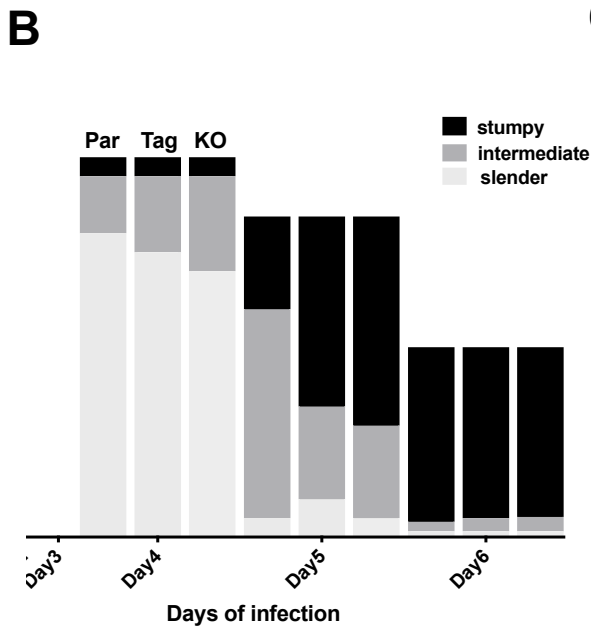 B
Par Tag KO
stumpy
intermediate
slender
Day3 Day4 Day5 Day6
Days of infection